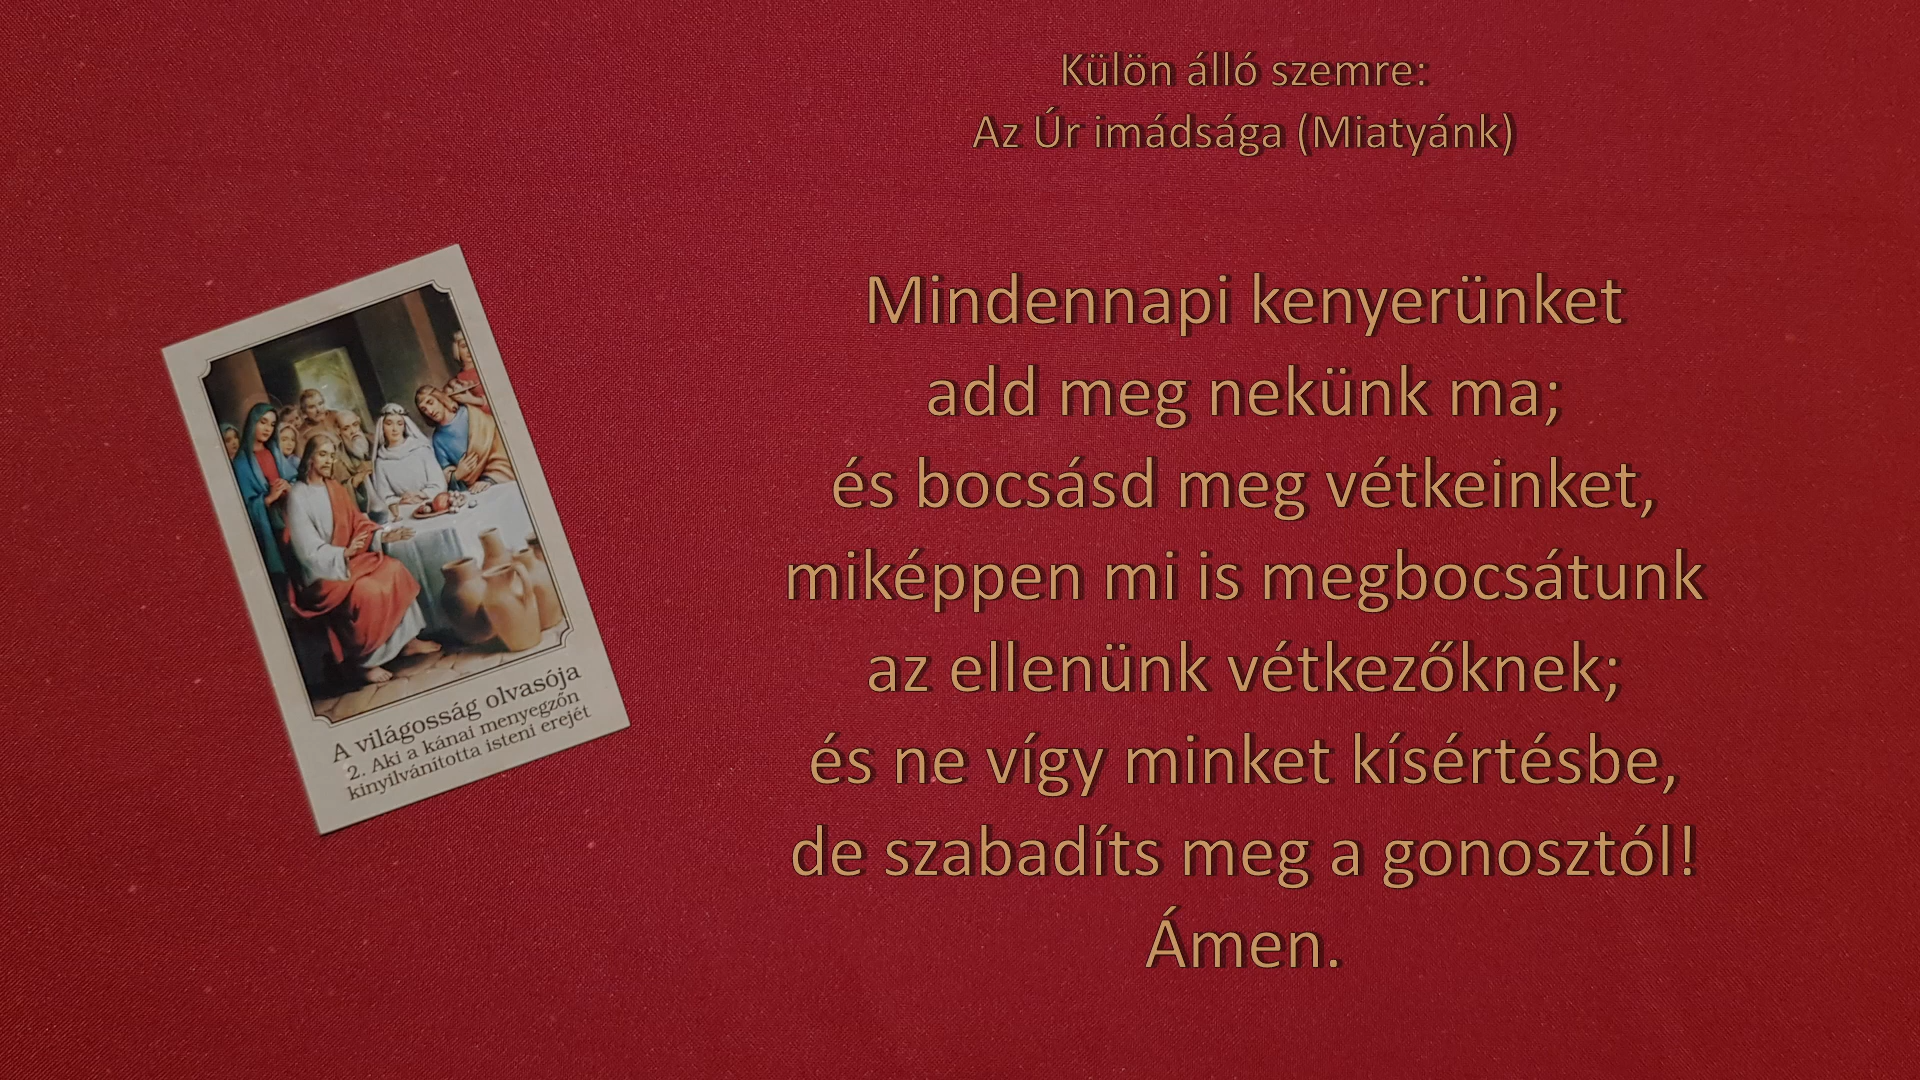 Külön álló szemre:
Az Úr imádsága (Miatyánk)
Mindennapi kenyerünket
add meg nekünk ma;
és bocsásd meg vétkeinket,
miképpen mi is megbocsátunk
az ellenünk vétkezőknek;
és ne vígy minket kísértésbe,
de szabadíts meg a gonosztól!
Ámen.
A világosság olvasója
2. Aki a kánai menyegzőn
kinyilvánította isteni erejét